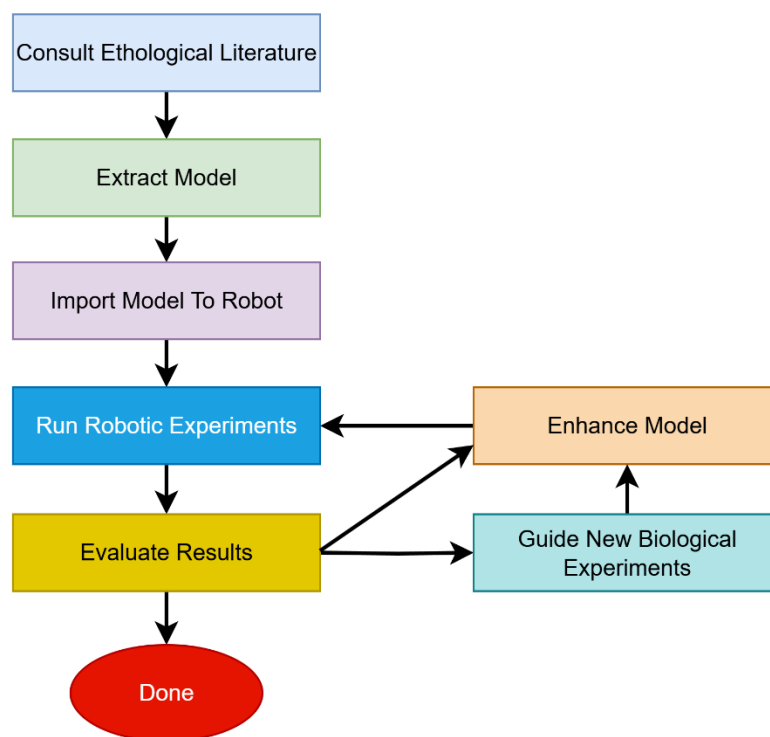 Consult Ethological Literature
Extract Model
Import Model To Robot
Run Robotic Experiments
Enhance Model
Evaluate Results
Guide New Biological
Experiments
Done